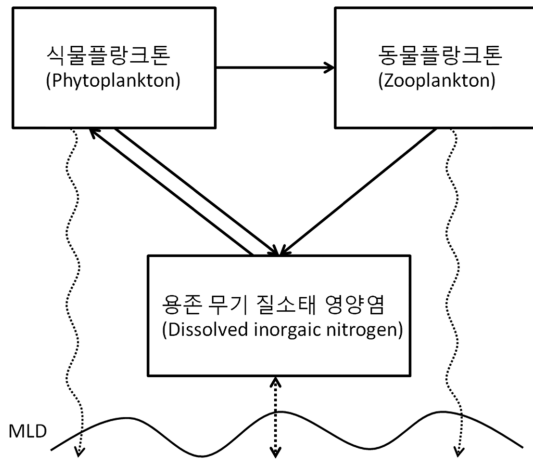 식물플랑크톤
(Phytoplankton)
동물플랑크톤
(Zooplankton)
용존 무기 질소태 영양염
(Dissolved inorgaic nitrogen)
MLD